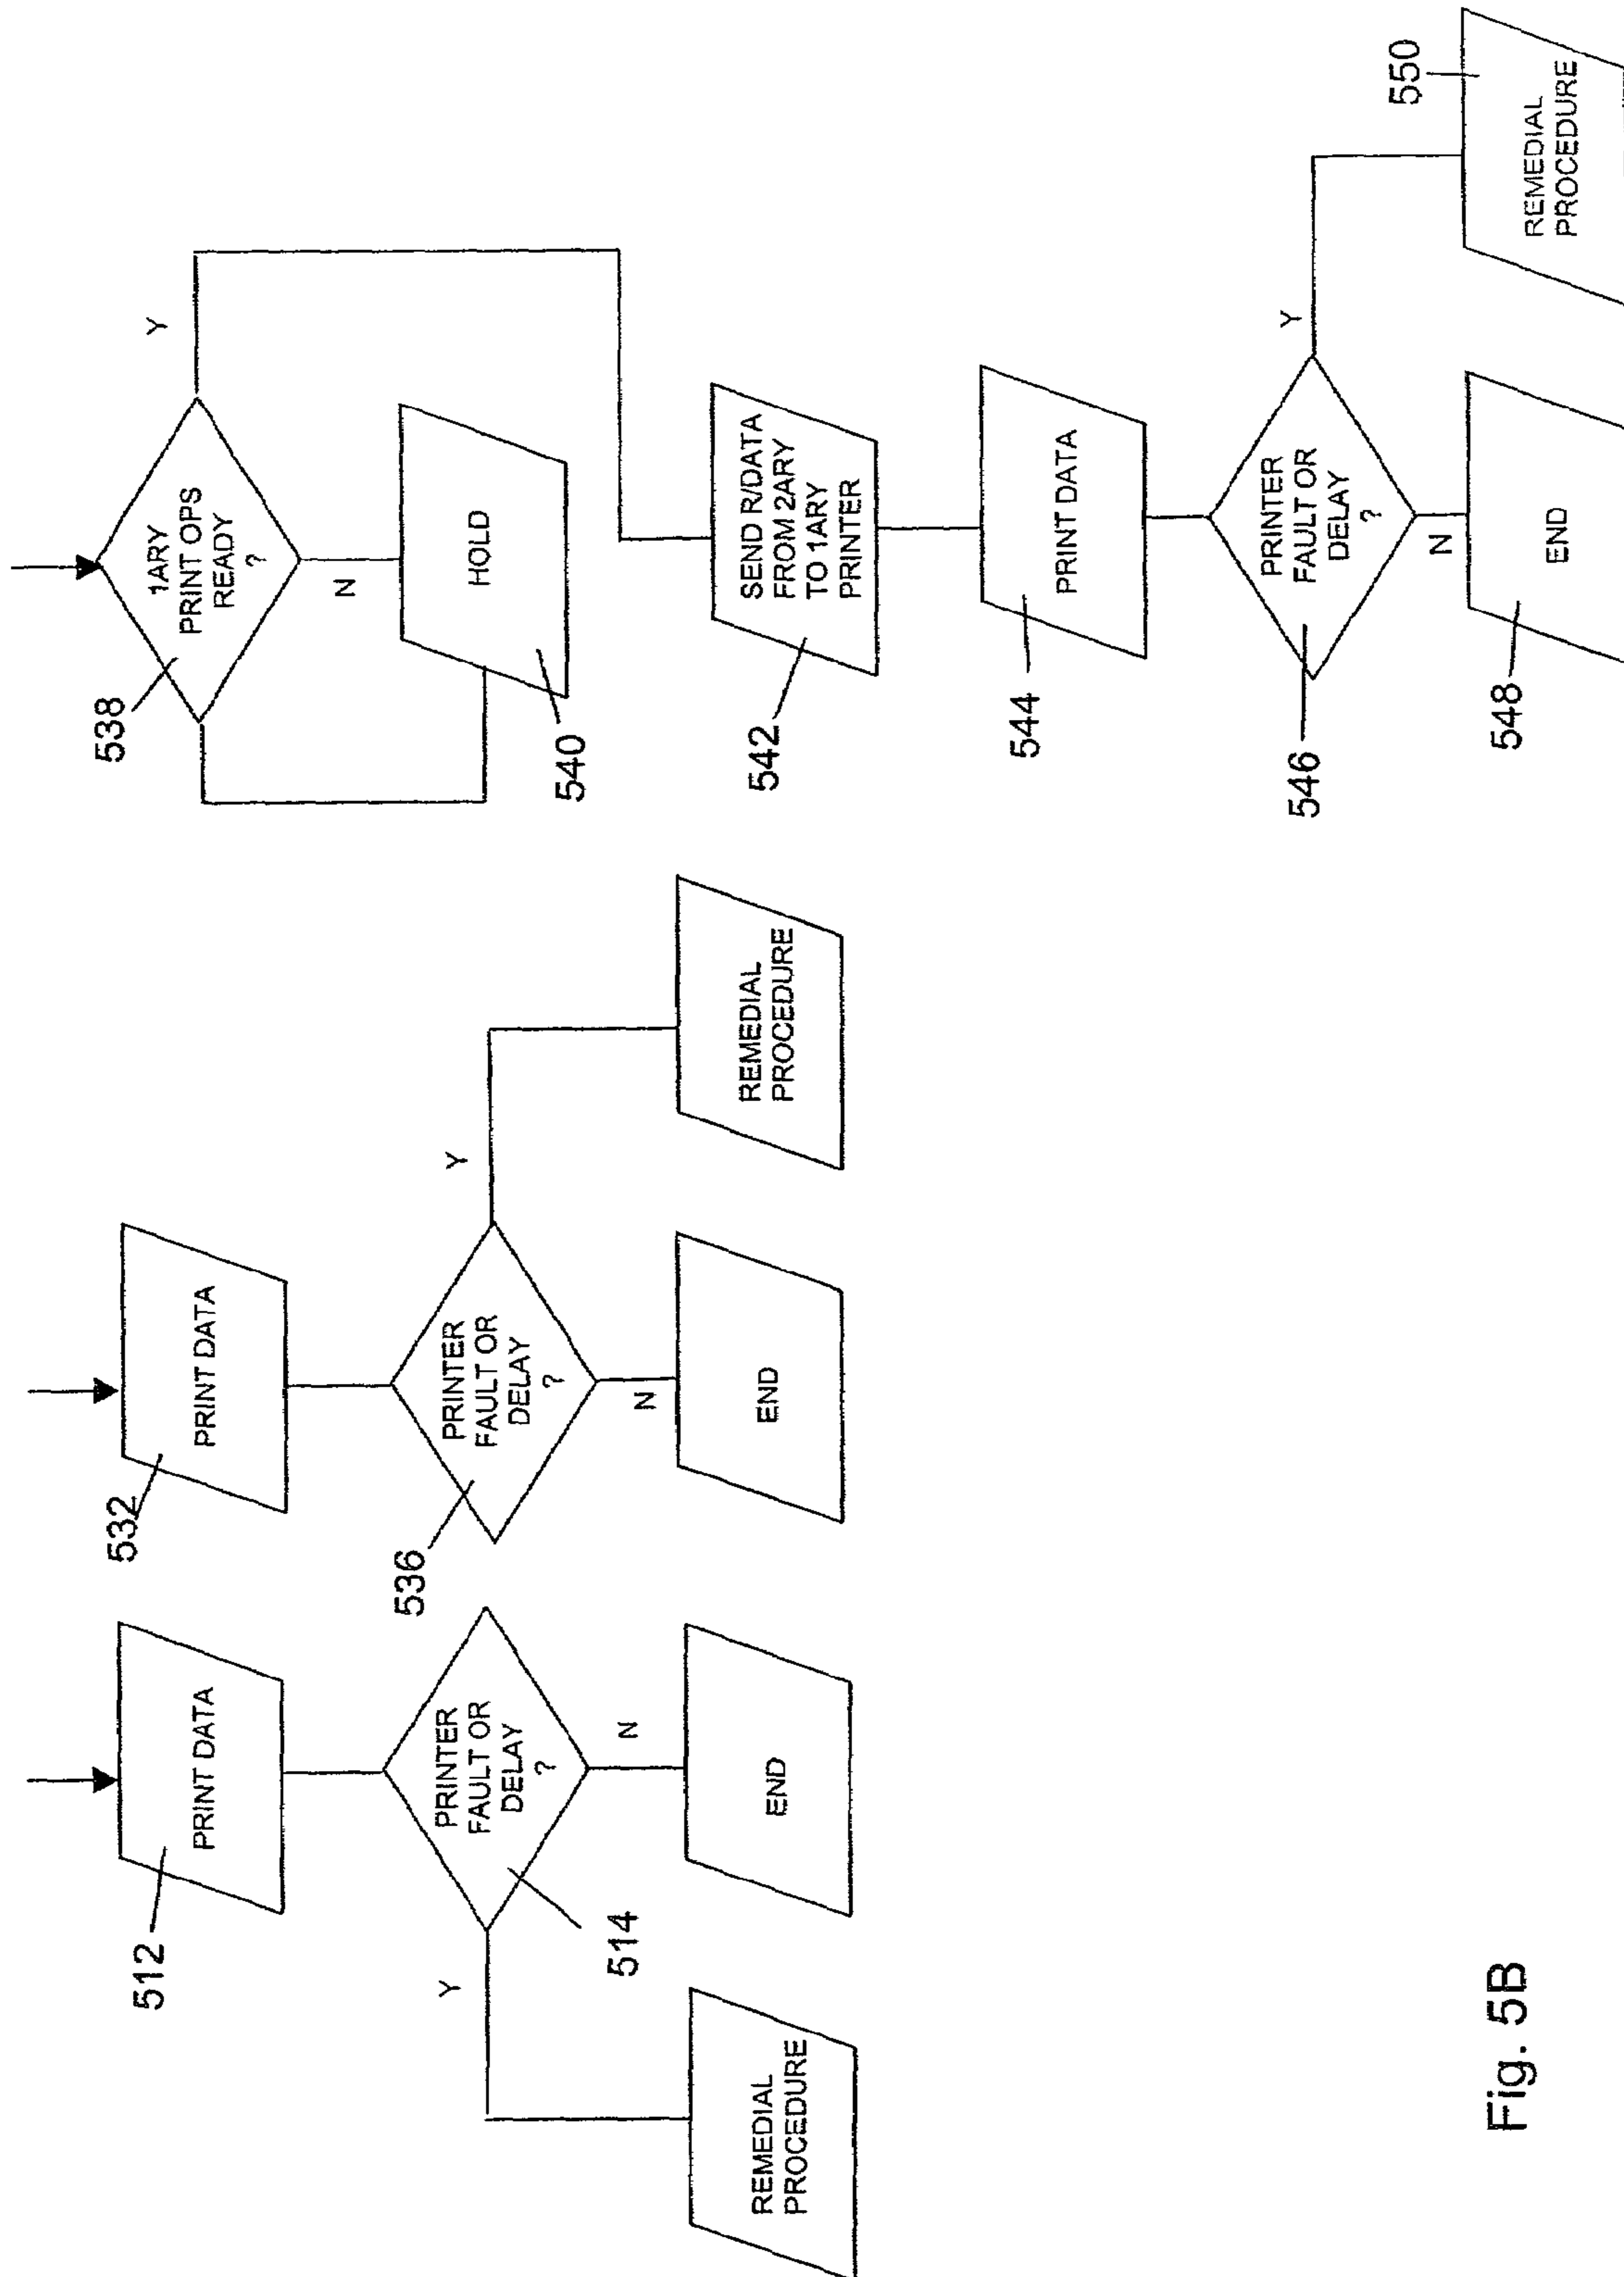 512
PRINT DATA
PRINTER
FAULT OR
DELAY
?
514
Y
N
REMEDIAL
PROCEDURE
END
532
PRINT DATA
PRINTER
FAULT OR
DELAY
?
536
Y
N
END
REMEDIAL
PROCEDURE
538
1ARY
PRINT OPS
READY
?
Y
N
HOLD
540
SEND R/DATA
FROM 2ARY
TO 1ARY
PRINTER
542
PRINT DATA
544
PRINTER
FAULT OR
DELAY
?
546
Y
N
END
548
REMEDIAL
PROCEDURE
550
Fig. 5B